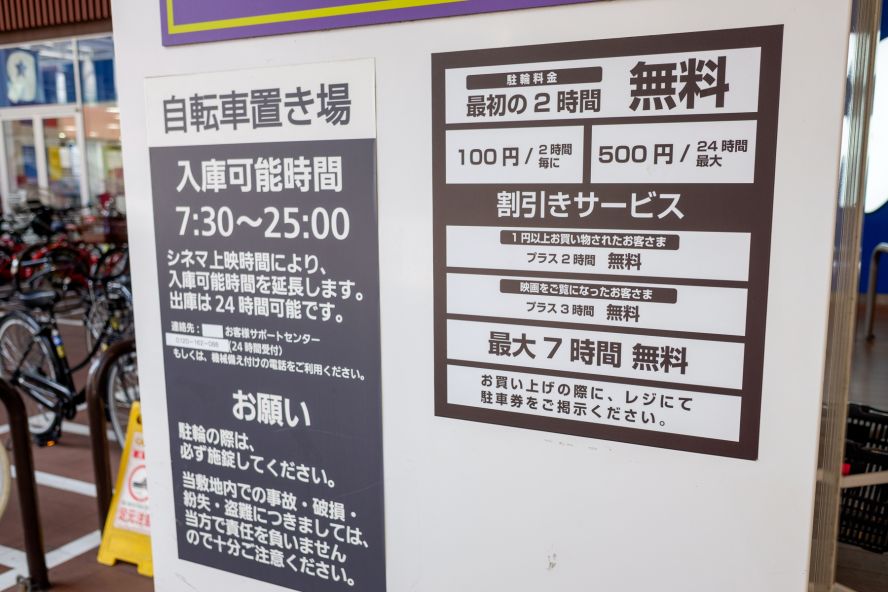 自転車置き場
入庫可能時間
7:30～25:00
シネマ上映時間により、
入庫可能時間を延長します。
出庫は24時間可能です。
連絡先：
お客様サポートセンター
0120-162-088
(24時間受付)
もしくは、機械備え付けの電話をご利用ください。
お願い
駐輪の際は、
必ず施錠してください。
当敷地内での事故・破損・
紛失・盗難につきましては、
当方で責任を負いません
ので十分ご注意ください。
駐輪料金
最初の2時間 無料
100円/2時間毎に
500円/24時間最大
割引きサービス
1円以上お買い物されたお客さま
プラス2時間 無料
映画をご覧になったお客さま
プラス3時間 無料
最大7時間 無料
お買い上げの際に、レジにて
駐車券をご掲示ください。